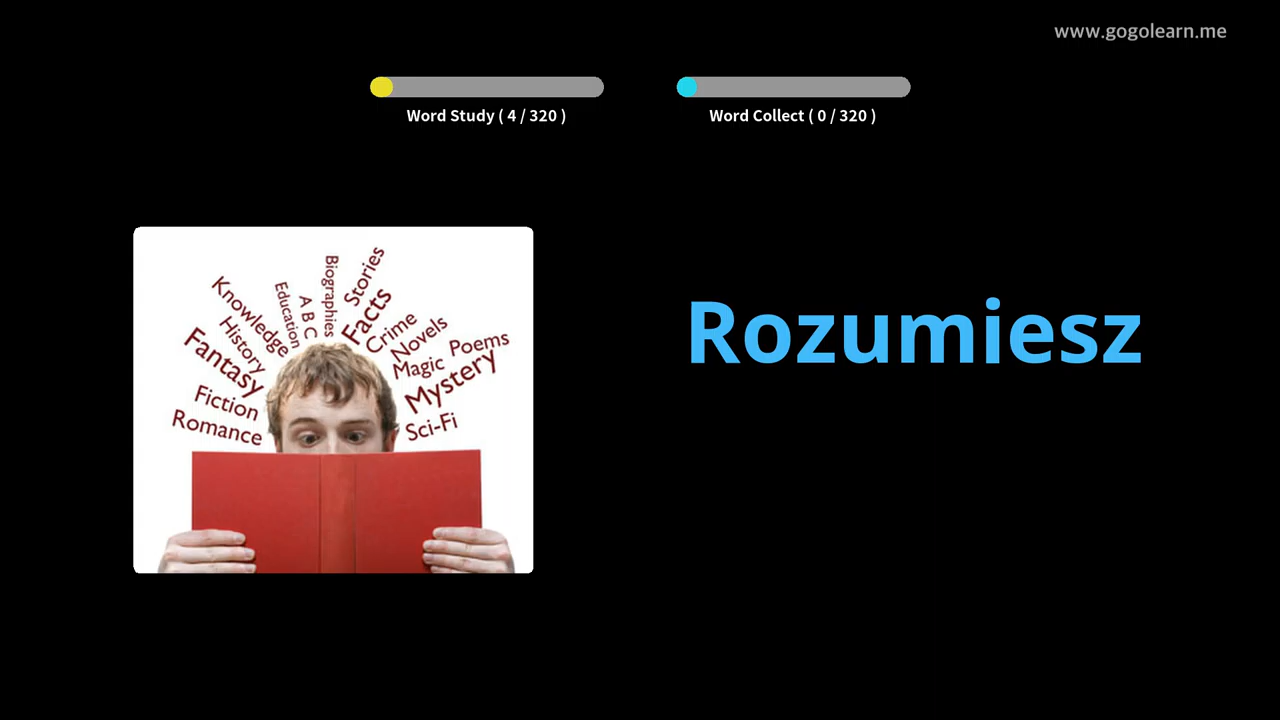 www.gogolearn.me
Word Study ( 4 / 320 )
Word Collect ( 0 / 320 )
Rozumiesz
Knowledge
History
Fantasy
Fiction
Romance
Education
A B C
Biographies
Stories
Facts
Crime
Novels
Magic
Poems
Mystery
Sci-Fi